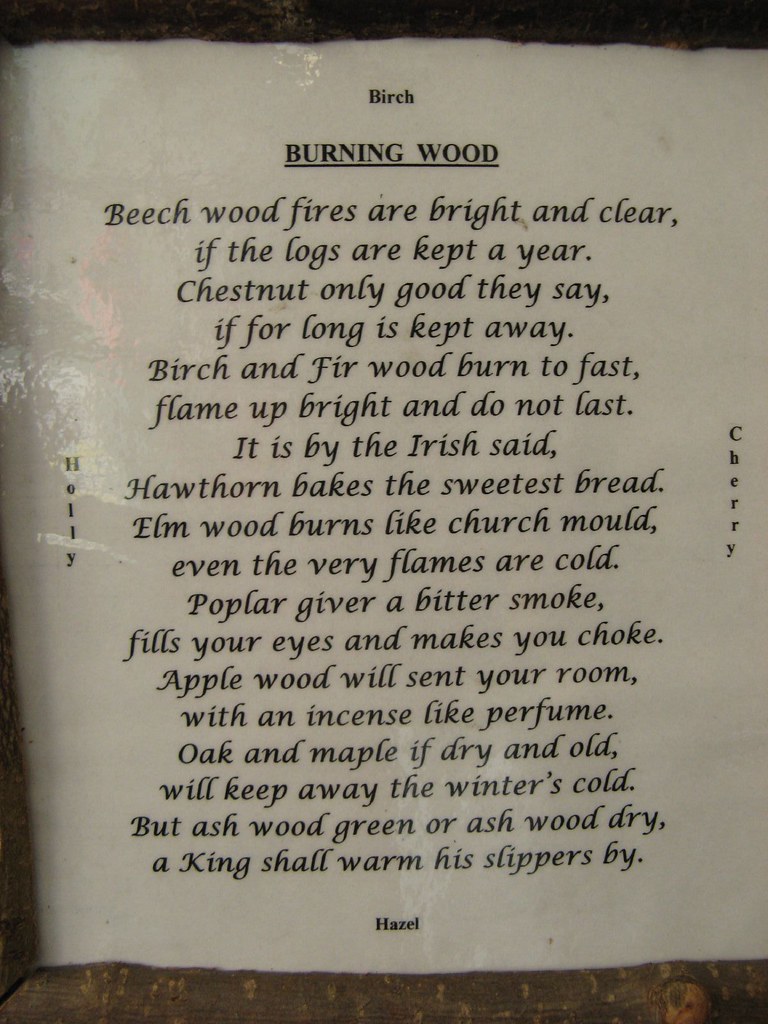 Birch
BURNING WOOD
Beech wood fires are bright and clear,
if the logs are kept a year.
Chestnut only good they say,
if for long is kept away.
Birch and Fir wood burn to fast,
flame up bright and do not last.
It is by the Irish said,
Hawthorn bakes the sweetest bread.
Elm wood burns like church mould,
even the very flames are cold.
Poplar giver a bitter smoke,
fills your eyes and makes you choke.
Apple wood will sent your room,
with an incense like perfume.
Oak and maple if dry and old,
will keep away the winter's cold.
But ash wood green or ash wood dry,
a King shall warm his slippers by.
Holly
Cherry
Hazel